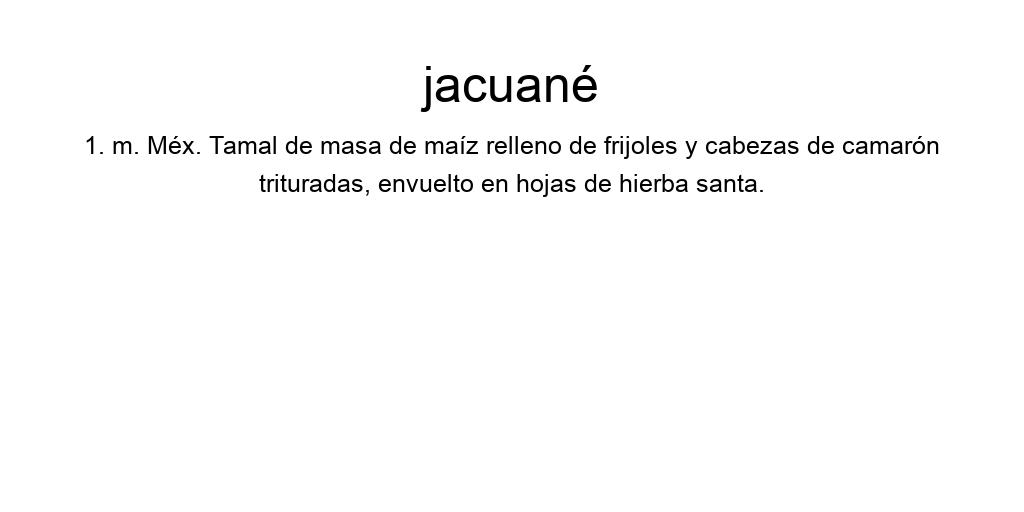 jacuané
1. m. Méx. Tamal de masa de maíz relleno de frijoles y cabezas de camarón
trituradas, envuelto en hojas de hierba santa.